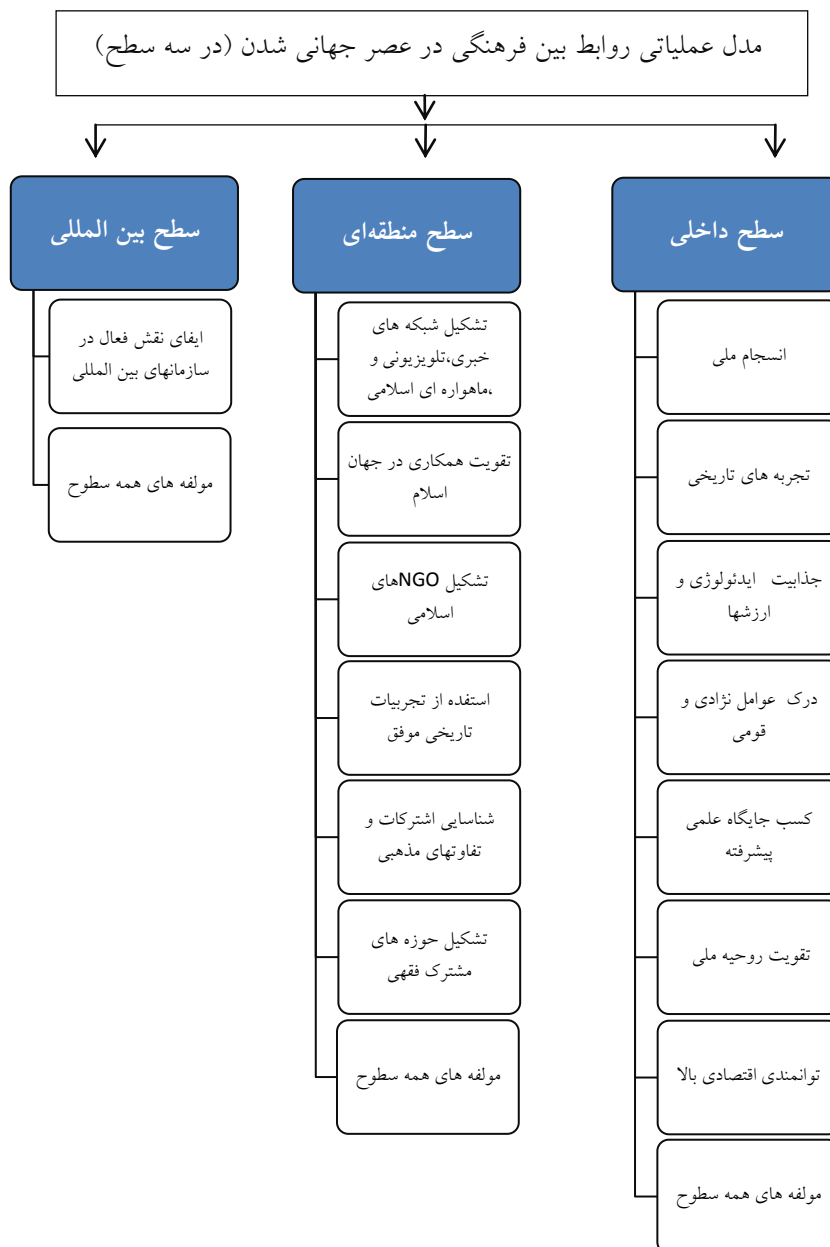 مدل عملیاتی روابط بین فرهنگی در عصر جهانی شدن (در سه سطح)
سطح داخلی
انسجام ملی
تجربه های تاریخی
جذابیت ایدئولوژی و
ارزشها
درک عوامل نژادی و
قومی
کسب جایگاه علمی
پیشرفته
تقویت روحیه ملی
توانمندی اقتصادی بالا
مولفه های همه سطوح
سطح منطقه‌ای
تشکیل شبکه های
خبری،تلویزیونی و
،ماهواره ای اسلامی
تقویت همکاری در جهان
اسلام
تشکیل NGOهای
اسلامی
استفده از تجربیات
تاریخی موفق
شناسایی اشترکات و
تفاوتهای مذهبی
تشکیل حوزه های
مشترک فقهی
مولفه های همه سطوح
سطح بین المللی
ایفای نقش فعال در
سازمانهای بین المللی
مولفه های همه سطوح